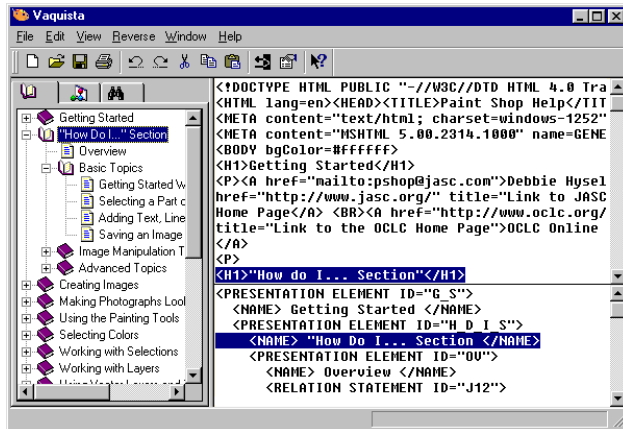 Vaquista
File Edit View Reverse Window Help
Getting Started
"How Do I..." Section
Overview
Basic Topics
Getting Started W
Selecting a Part o
Adding Text, Line
Saving an Image
Image Manipulation T
Advanced Topics
Creating Images
Making Photographs Lool
Using the Painting Tools
Selecting Colors
Working with Selections
Working with Layers
<!DOCTYPE HTML PUBLIC "-//W3C//DTD HTML 4.0 Tra
<HTML lang=en><HEAD><TITLE>Paint Shop Help</TIT
<META content="text/html; charset=windows-1252"
<META content="MSHTML 5.00.2314.1000" name=GENE
<BODY bgColor=#ffffff>
<H1>Getting Started</H1>
<P><A href="mailto:pshop@jasc.com">Debbie Hysel
href="http://www.jasc.org/" title="Link to JASC
Home Page</A> <BR><A href="http://www.oclc.org/
title="Link to the OCLC Home Page">OCLC Online
</A>
<P>
<H1>"How do I... Section"</H1>
<PRESENTATION ELEMENT ID="G_S">
<NAME> Getting Started </NAME>
<PRESENTATION ELEMENT ID="H_D_I_S">
<NAME> "How Do I... Section </NAME>
<PRESENTATION ELEMENT ID="OV">
<NAME> Overview </NAME>
<RELATION STATEMENT ID="J12">